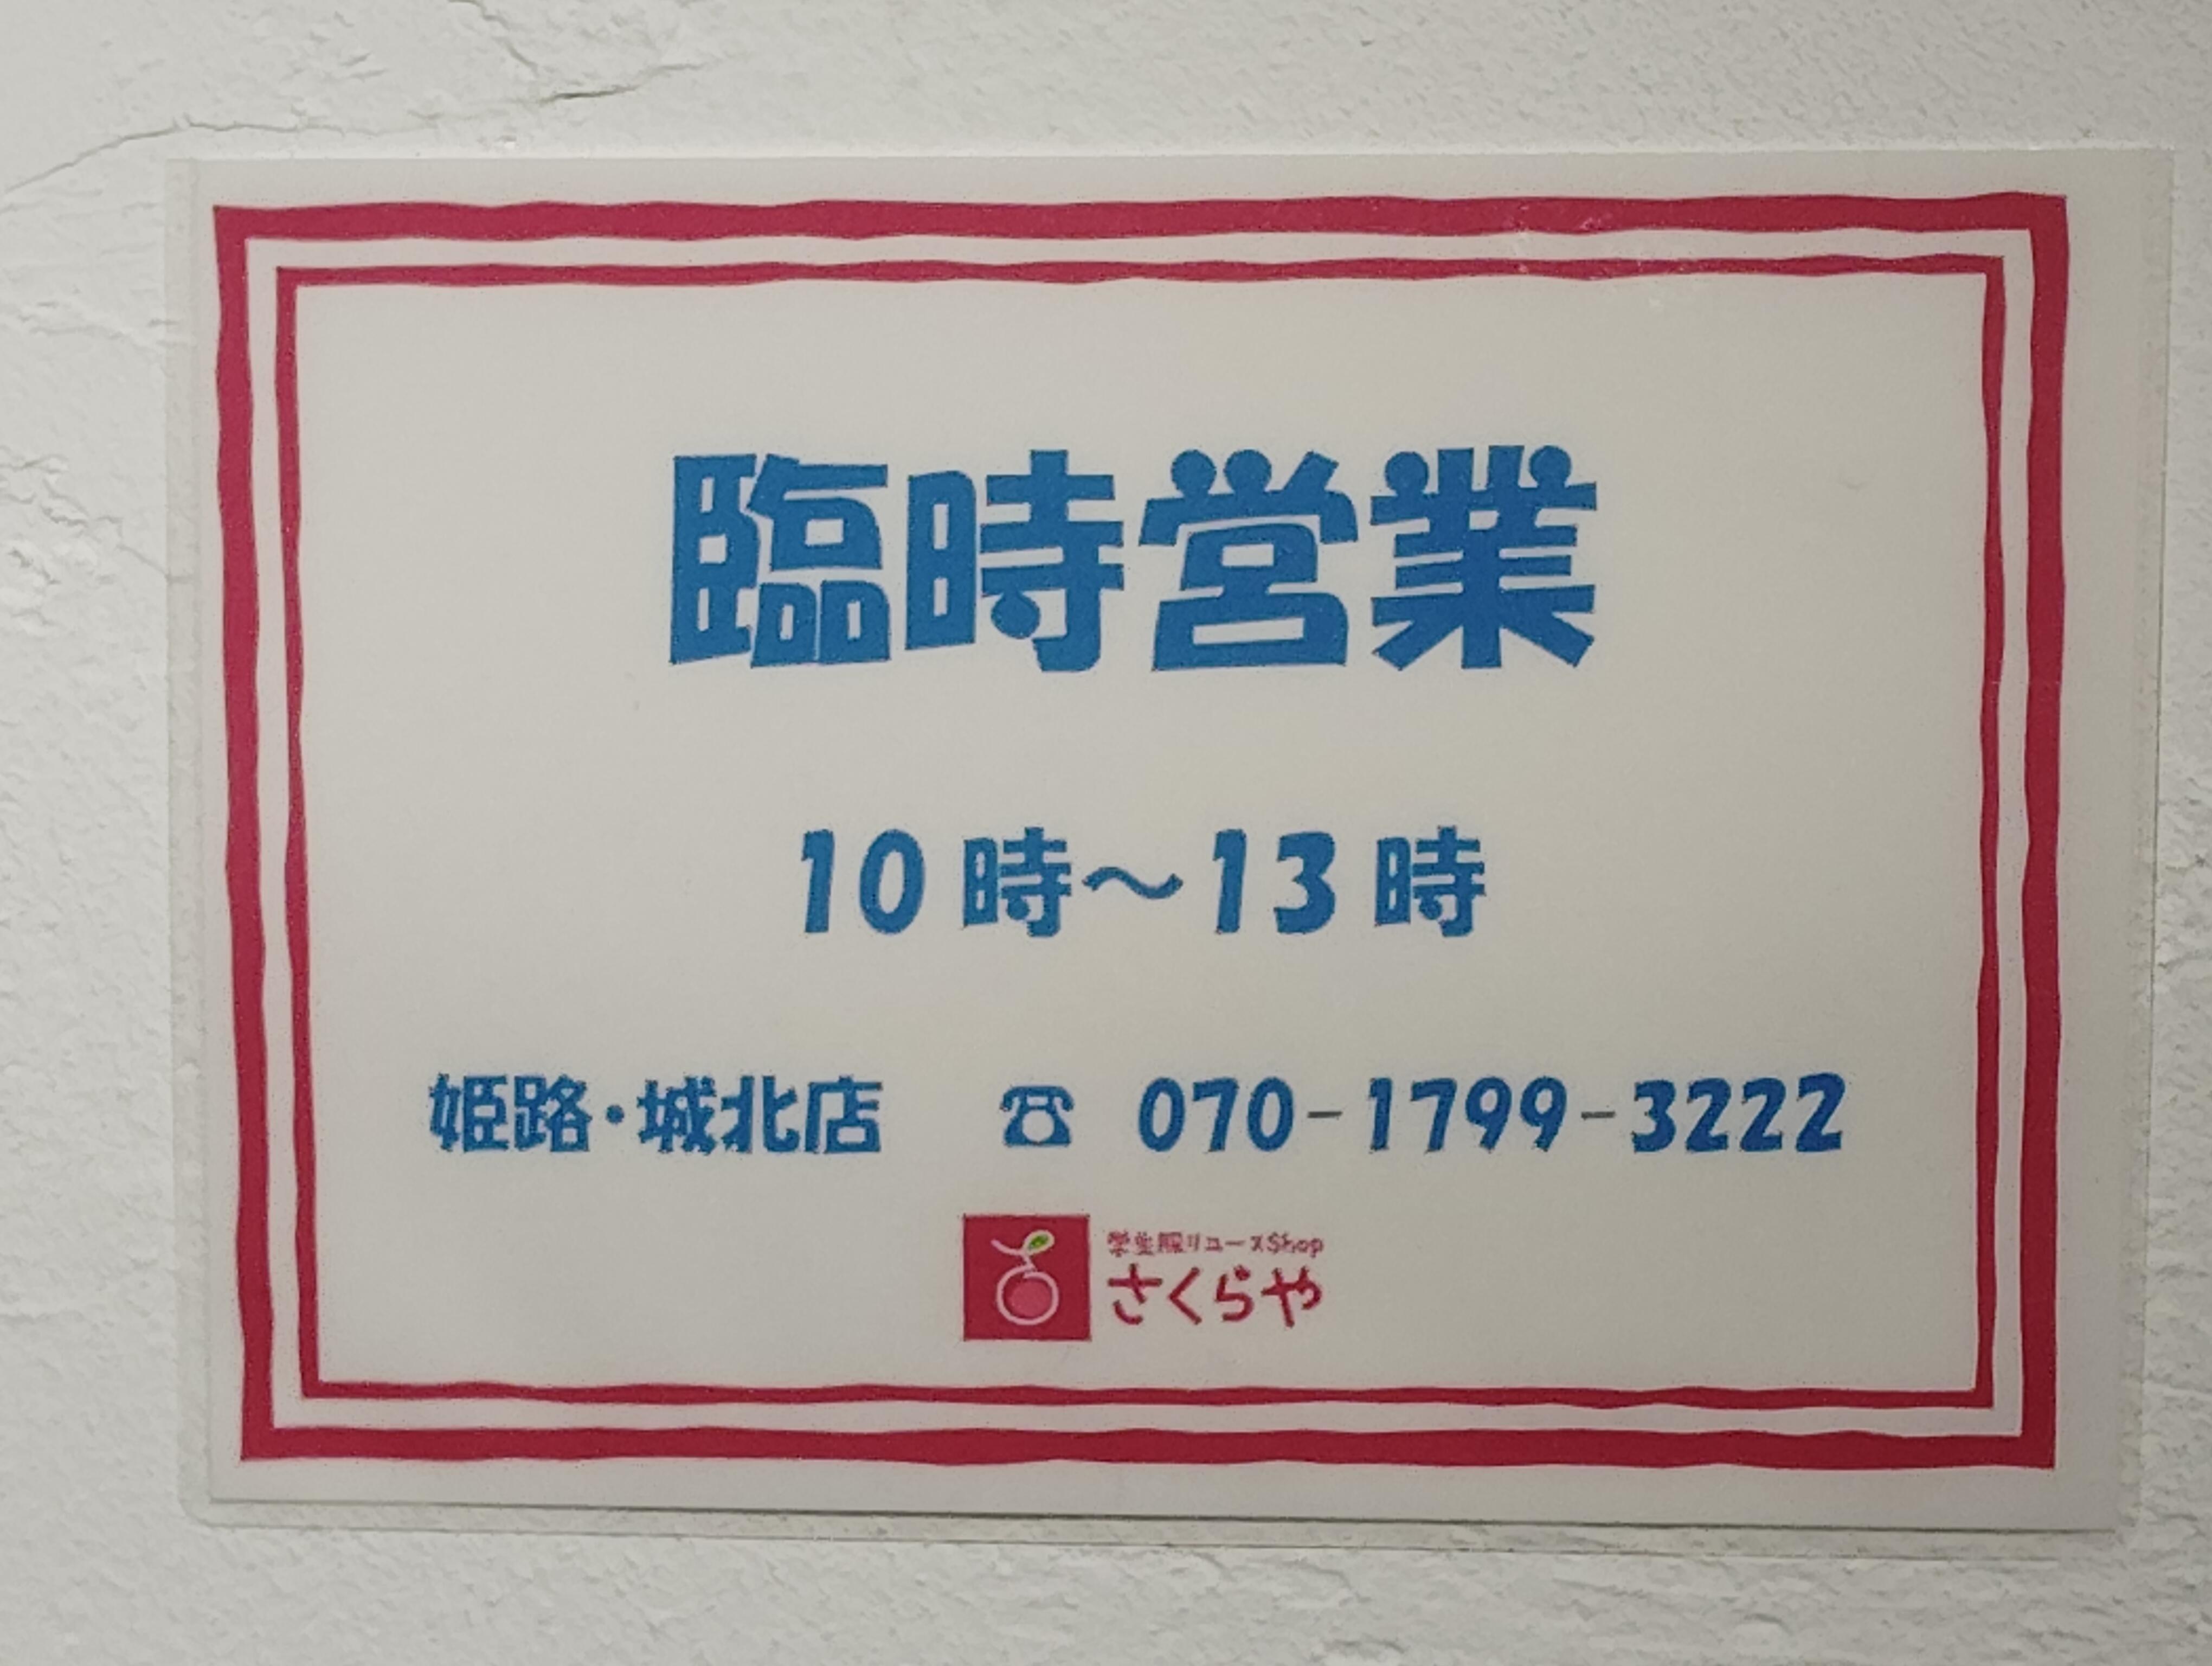 臨時営業
10時～13時
姫路・城北店 ☎ 070-1799-3222
学生服リユースShop
さくらや